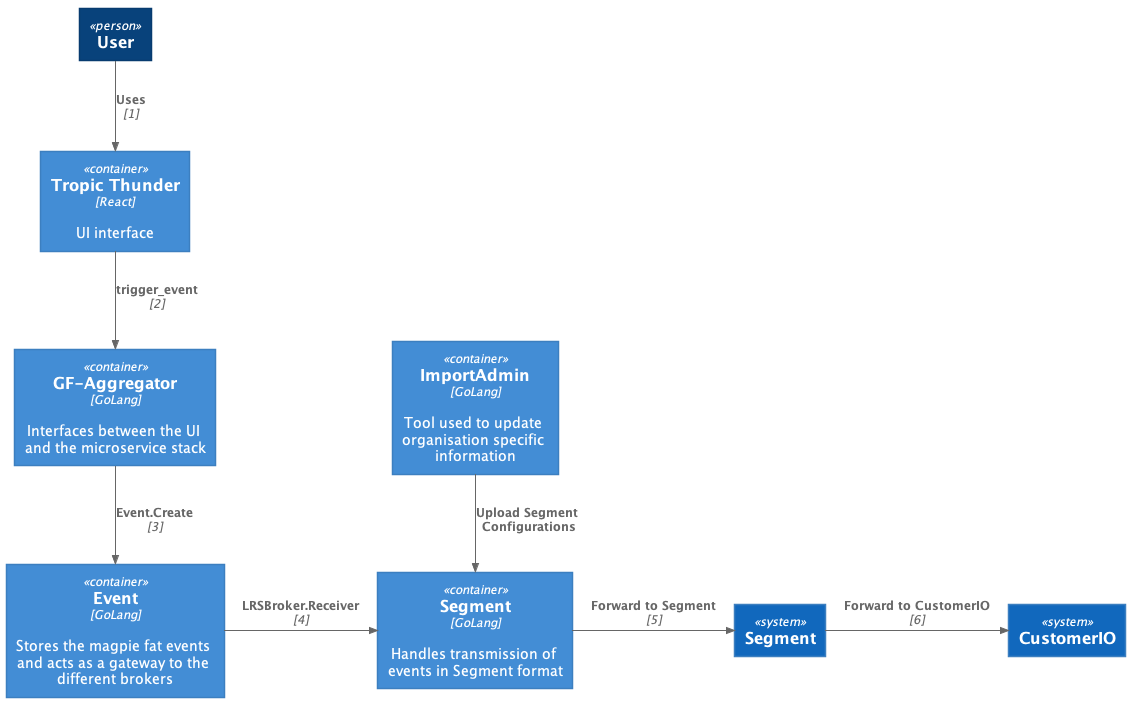 «person»
User
Uses
[1]
«container»
Tropic Thunder
[React]
UI interface
trigger_event
[2]
«container»
GF-Aggregator
[GoLang]
Interfaces between the UI
and the microservice stack
«container»
ImportAdmin
[GoLang]
Tool used to update
organisation specific
information
Event.Create
[3]
Upload Segment
Configurations
«container»
Event
[GoLang]
Stores the magpie fat events
and acts as a gateway to the
different brokers
LRSBroker.Receiver
[4]
«container»
Segment
[GoLang]
Handles transmission of
events in Segment format
Forward to Segment
[5]
«system»
Segment
Forward to CustomerIO
[6]
«system»
CustomerIO